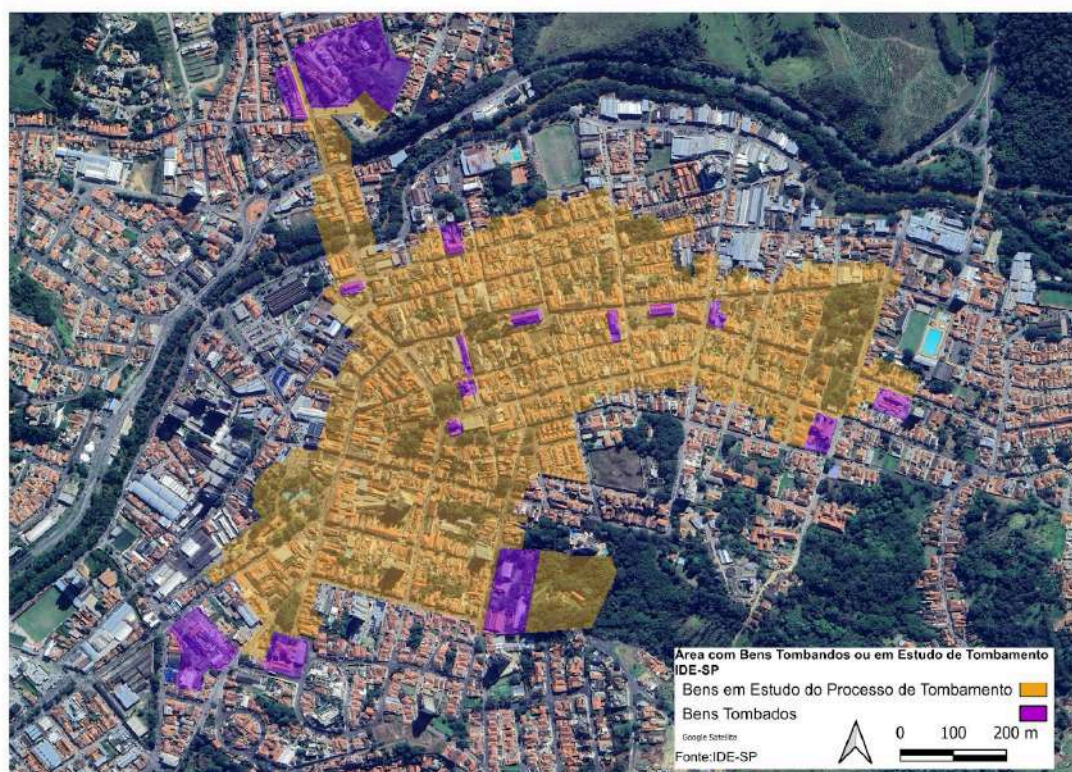 Área com Bens Tombandos ou em Estudo de Tombamento
IDE-SP
Bens em Estudo do Processo de Tombamento
Bens Tombados
Google Satellite
Fonte:IDE-SP
0 100 200 m